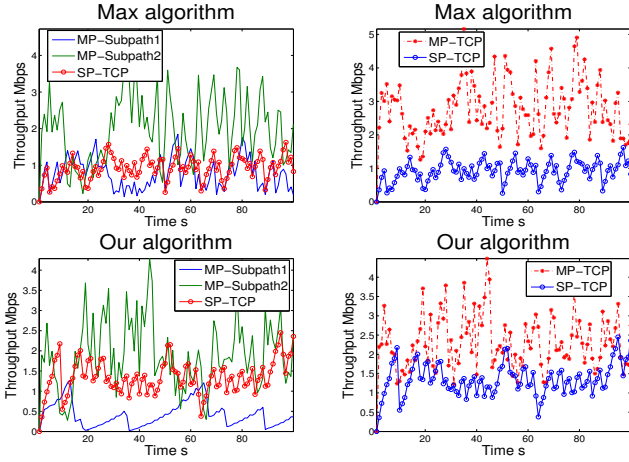 Max algorithm
Throughput Mbps
4
3
2
1
0
MP-Subpath1
MP-Subpath2
SP-TCP
20
40
60
80
Time s
Max algorithm
Throughput Mbps
5
4
3
2
1
0
MP-TCP
SP-TCP
20
40
60
80
Time s
Our algorithm
Throughput Mbps
4
3.5
3
2.5
2
1.5
1
0.5
0
MP-Subpath1
MP-Subpath2
SP-TCP
20
40
60
80
Time s
Our algorithm
Throughput Mbps
4
3.5
3
2.5
2
1.5
1
0.5
0
MP-TCP
SP-TCP
20
40
60
80
Time s